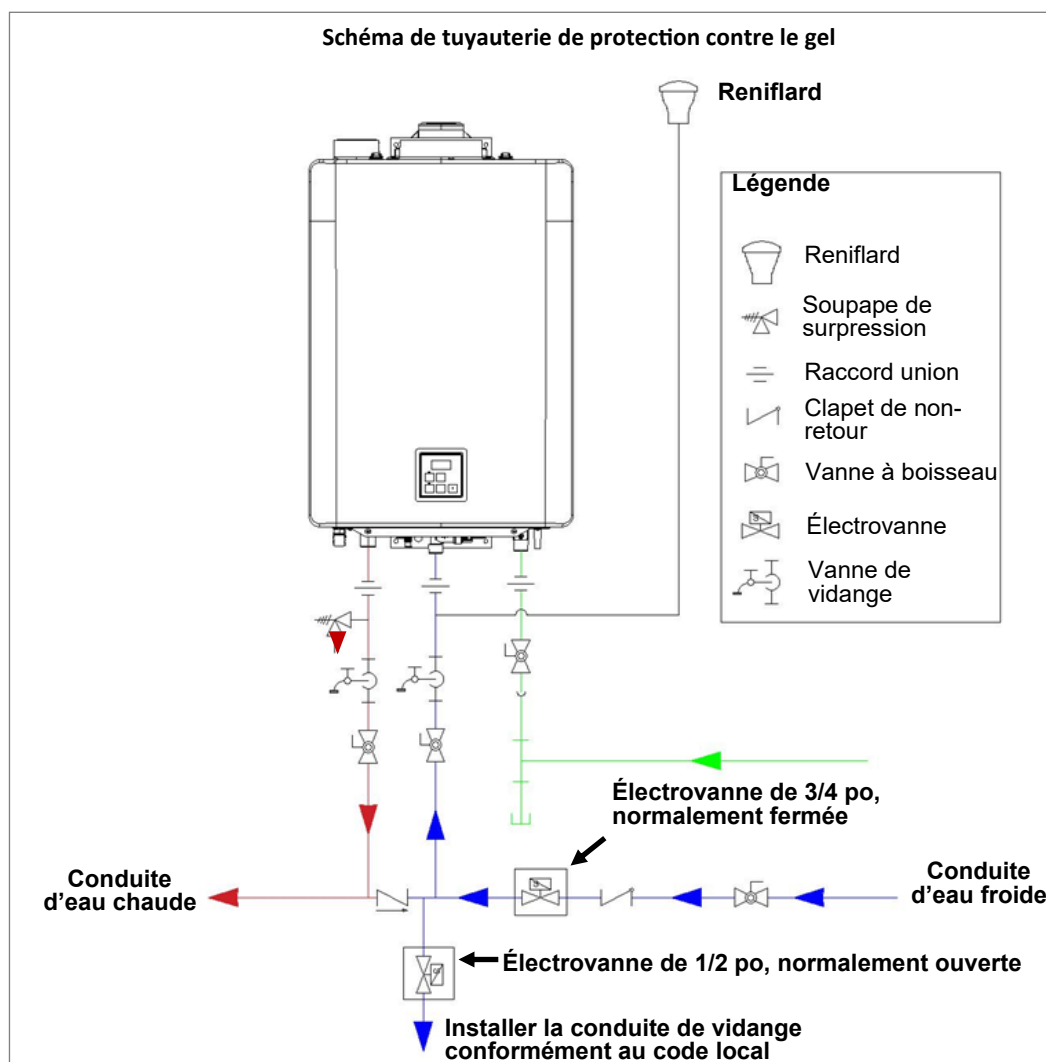 Schéma de tuyauterie de protection contre le gel
Reniflard
Légende
Reniflard
Soupape de
surpression
Raccord union
Clapet de non-
retour
Vanne à boisseau
Électrovanne
Vanne de
vidange
Électrovanne de 3/4 po,
normalement fermée
Conduite
d'eau chaude
Conduite
d’eau froide
Électrovanne de 1/2 po, normalement ouverte
Installer la conduite de vidange
conformément au code local